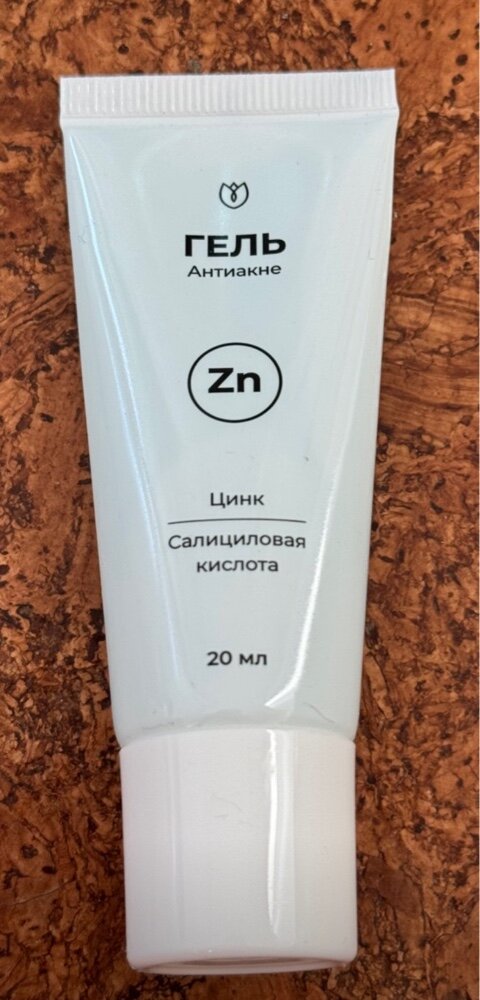 ГЕЛЬ
Антиакне
Zn
Цинк
Салициловая
кислота
20 мл